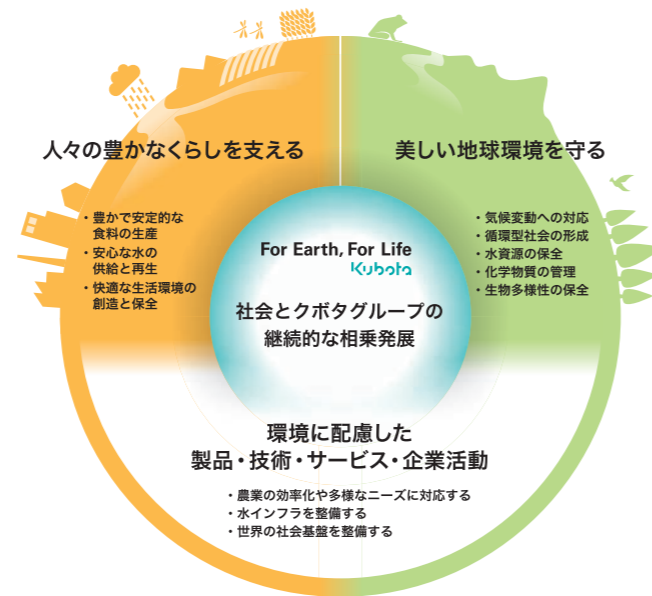 人々の豊かなくらしを支える
・豊かで安定的な
食料の生産
・安心な水の
供給と再生
・快適な生活環境の
創造と保全
美しい地球環境を守る
・気候変動への対応
・循環型社会の形成
・水資源の保全
・化学物質の管理
・生物多様性の保全
For Earth, For Life
Kubota
社会とクボタグループの
継続的な相乗発展
環境に配慮した
製品・技術・サービス・企業活動
・農業の効率化や多様なニーズに対応する
・水インフラを整備する
・世界の社会基盤を整備する